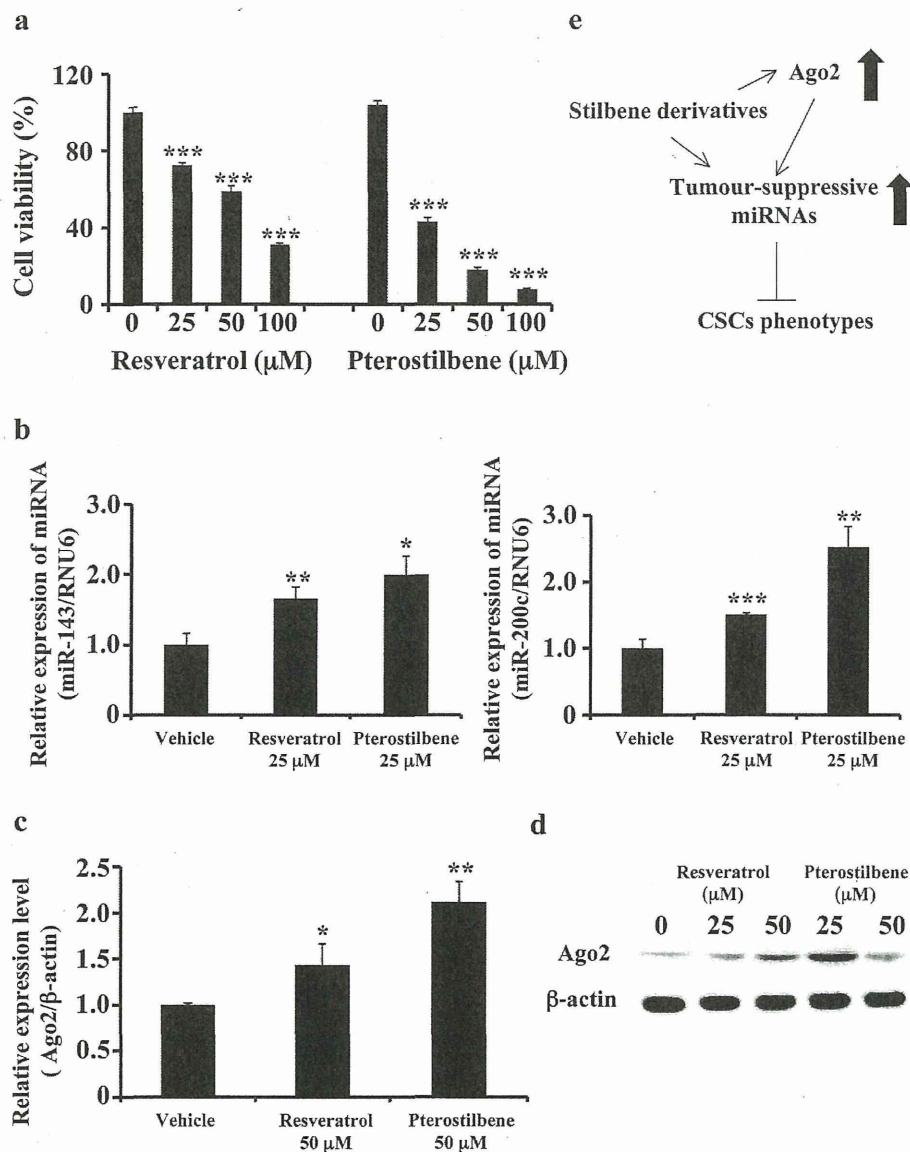 a
120
80
40
0
Cell viability (%)
***
***
***
***
***
***
0 25 50 100 0 25 50 100
Resveratrol (μM) Pterostilbene (μM)
e
Ago2
Stilbene derivatives
Tumour-suppressive
miRNAs
CSCs phenotypes
b
Relative expression of miRNA
(miR-143/RNU6)
3.0
2.0
1.0
0
**
*
Vehicle Resveratrol Pterostilbene
25 μM 25 μM
Relative expression of miRNA
(miR-200c/RNU6)
3.0
2.0
1.0
0
***
**
Vehicle Resveratrol Pterostilbene
25 μM 25 μM
c
Relative expression level
( Ago2/β-actin)
2.5
2.0
1.5
1.0
0.5
0
*
**
Vehicle Resveratrol Pterostilbene
50 μM 50 μM
d
Resveratrol Pterostilbene
(μM) (μM)
0 25 50 25 50
Ago2
β-actin